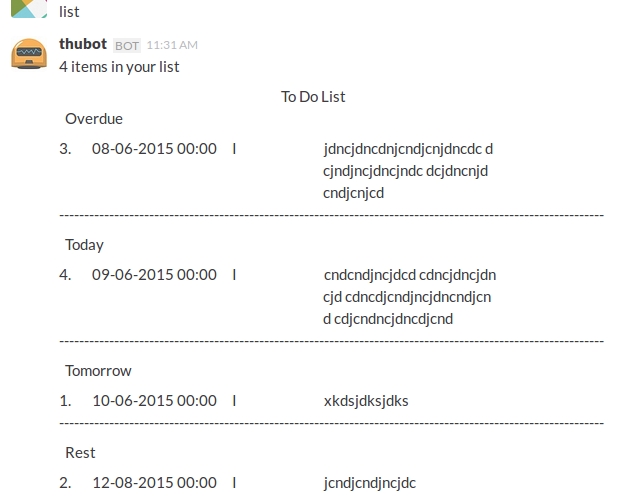 list
thubot BOT 11:31 AM
4 items in your list
To Do List
Overdue
3. 08-06-2015 00:00 I jdncjdncdnjcndjcnjdncdc d
cjndjncjdncjndc dcjdncnjd
cndjcnjcd
-------------------------------------------------------------------------------------------------------------
Today
4. 09-06-2015 00:00 I cndcndjncjdcd cdncjdncjdn
cjd cdncdjcndjncjdncndjcn
d cdjcndncjdncdjcnd
-------------------------------------------------------------------------------------------------------------
Tomorrow
1. 10-06-2015 00:00 I xkdsjdksjdks
-------------------------------------------------------------------------------------------------------------
Rest
2. 12-08-2015 00:00 I jcndjcndjncjdc